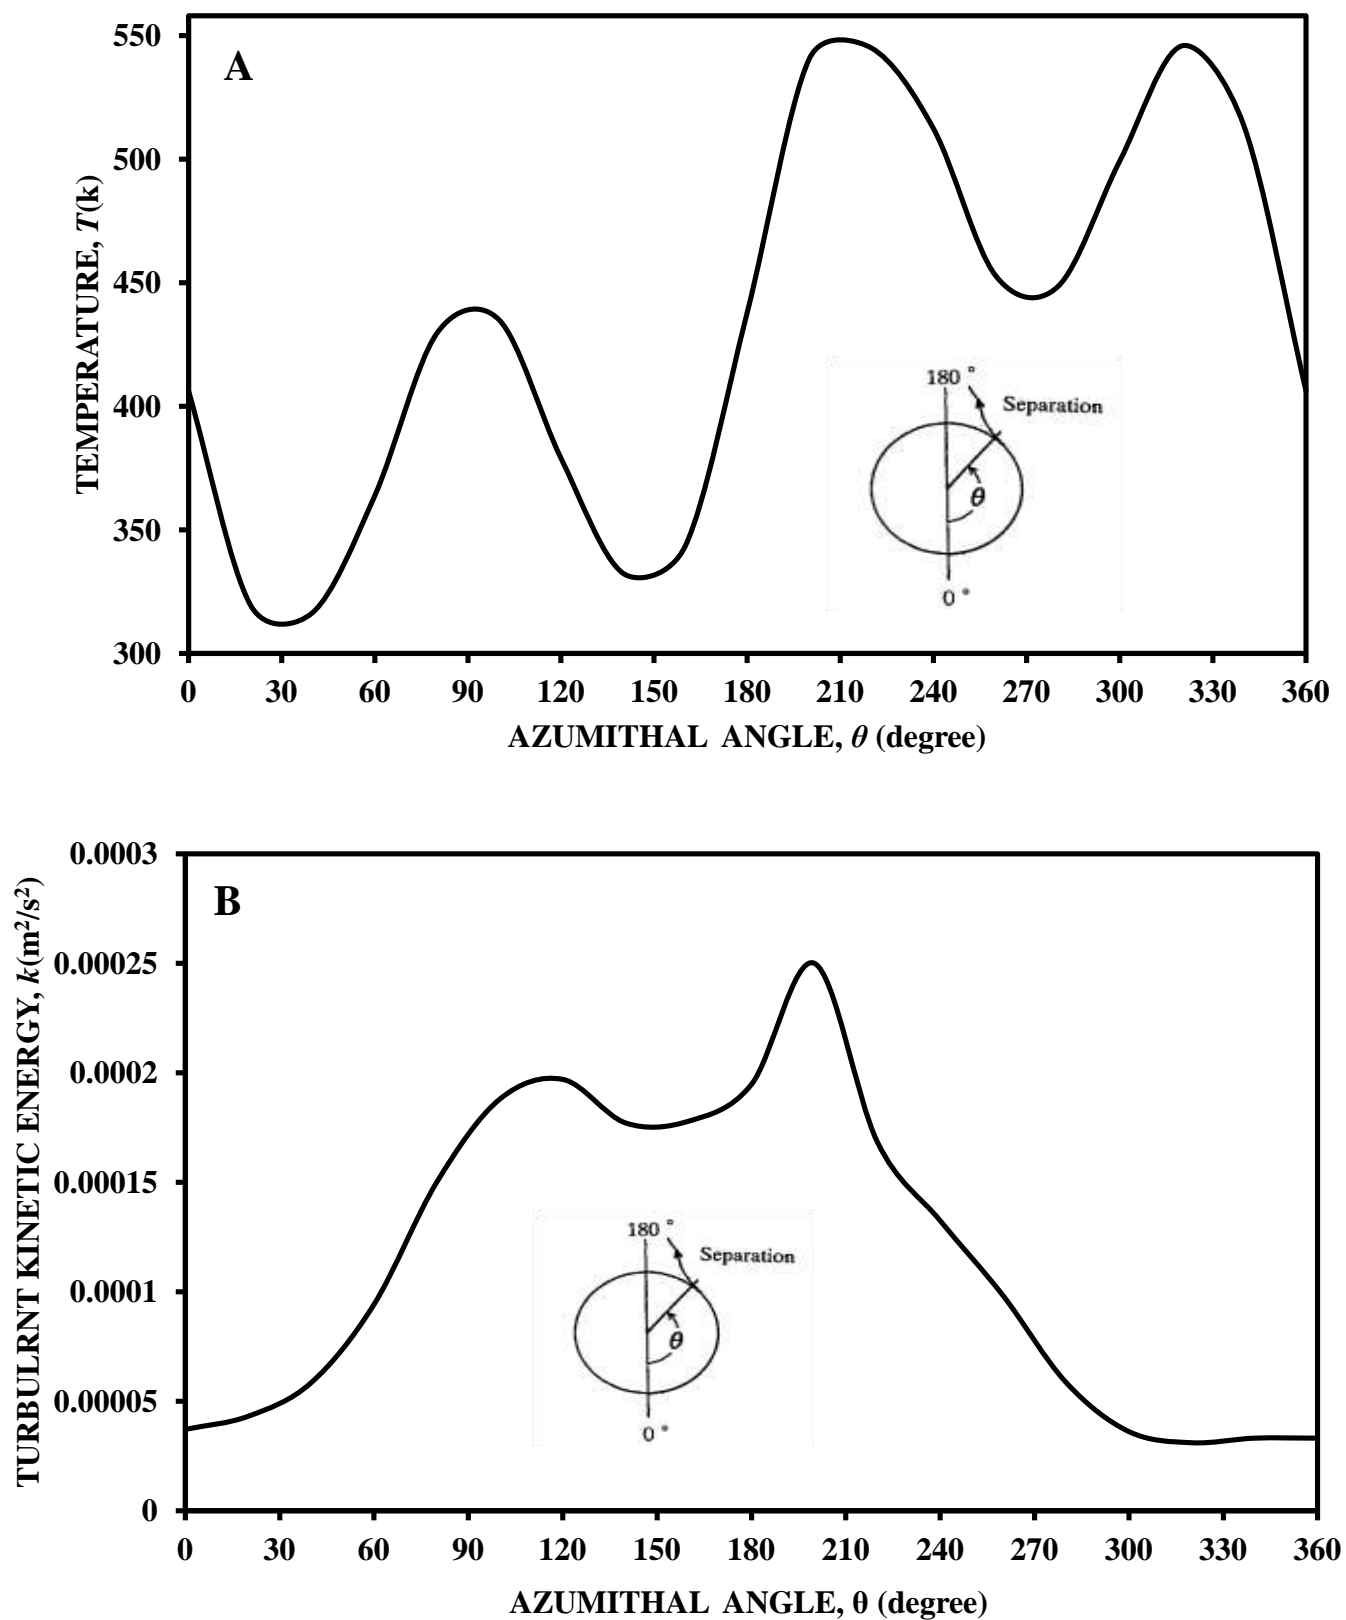 A
550
500
450
400
350
300
TEMPERATURE, T(k)
180 °
Separation
θ
0 °
0 30 60 90 120 150 180 210 240 270 300 330 360
AZUMITHAL ANGLE, θ (degree)
B
0.0003
0.00025
0.0002
0.00015
0.0001
0.00005
0
TURBULRNT KINETIC ENERGY, k(m²/s²)
180 °
Separation
θ
0 °
0 30 60 90 120 150 180 210 240 270 300 330 360
AZUMITHAL ANGLE, θ (degree)